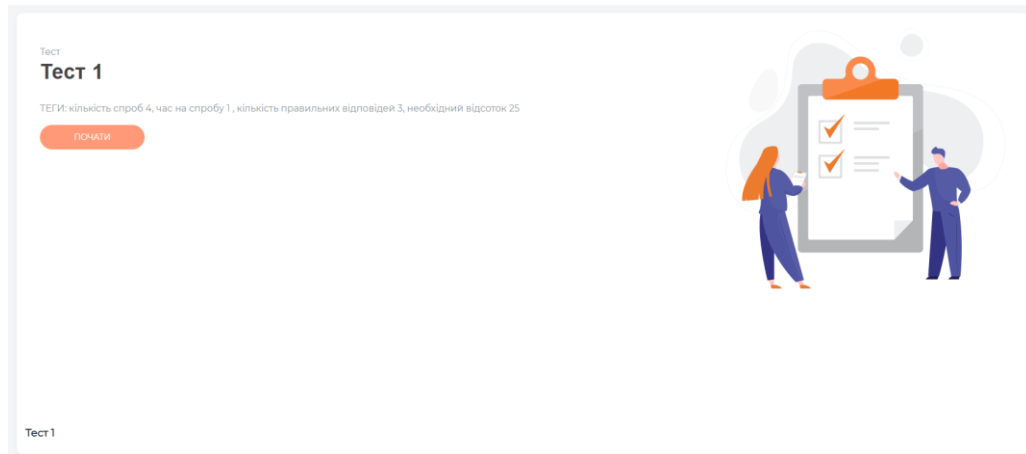 Тест
Тест 1
ТЕГИ: кількість спроб 4, час на спробу 1 , кількість правильних відповідей 3, необхідний відсоток 25
ПОЧАТИ
Тест 1